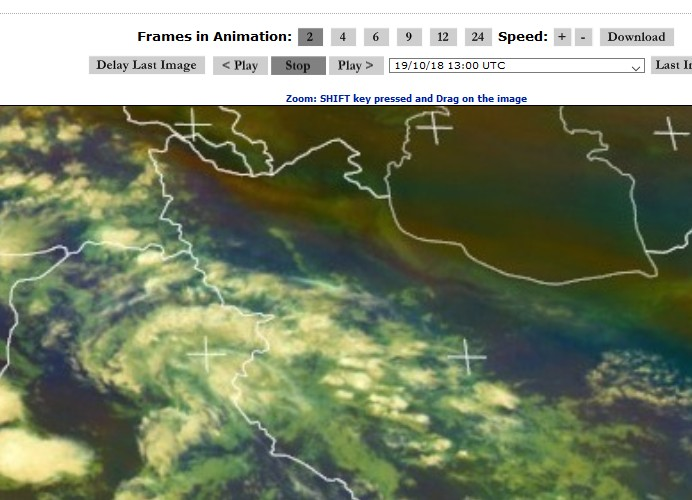 Frames in Animation: 2 4 6 9 12 24 Speed: + - Download
Delay Last Image < Play Stop Play > 19/10/18 13:00 UTC Last
Zoom: SHIFT key pressed and Drag on the image